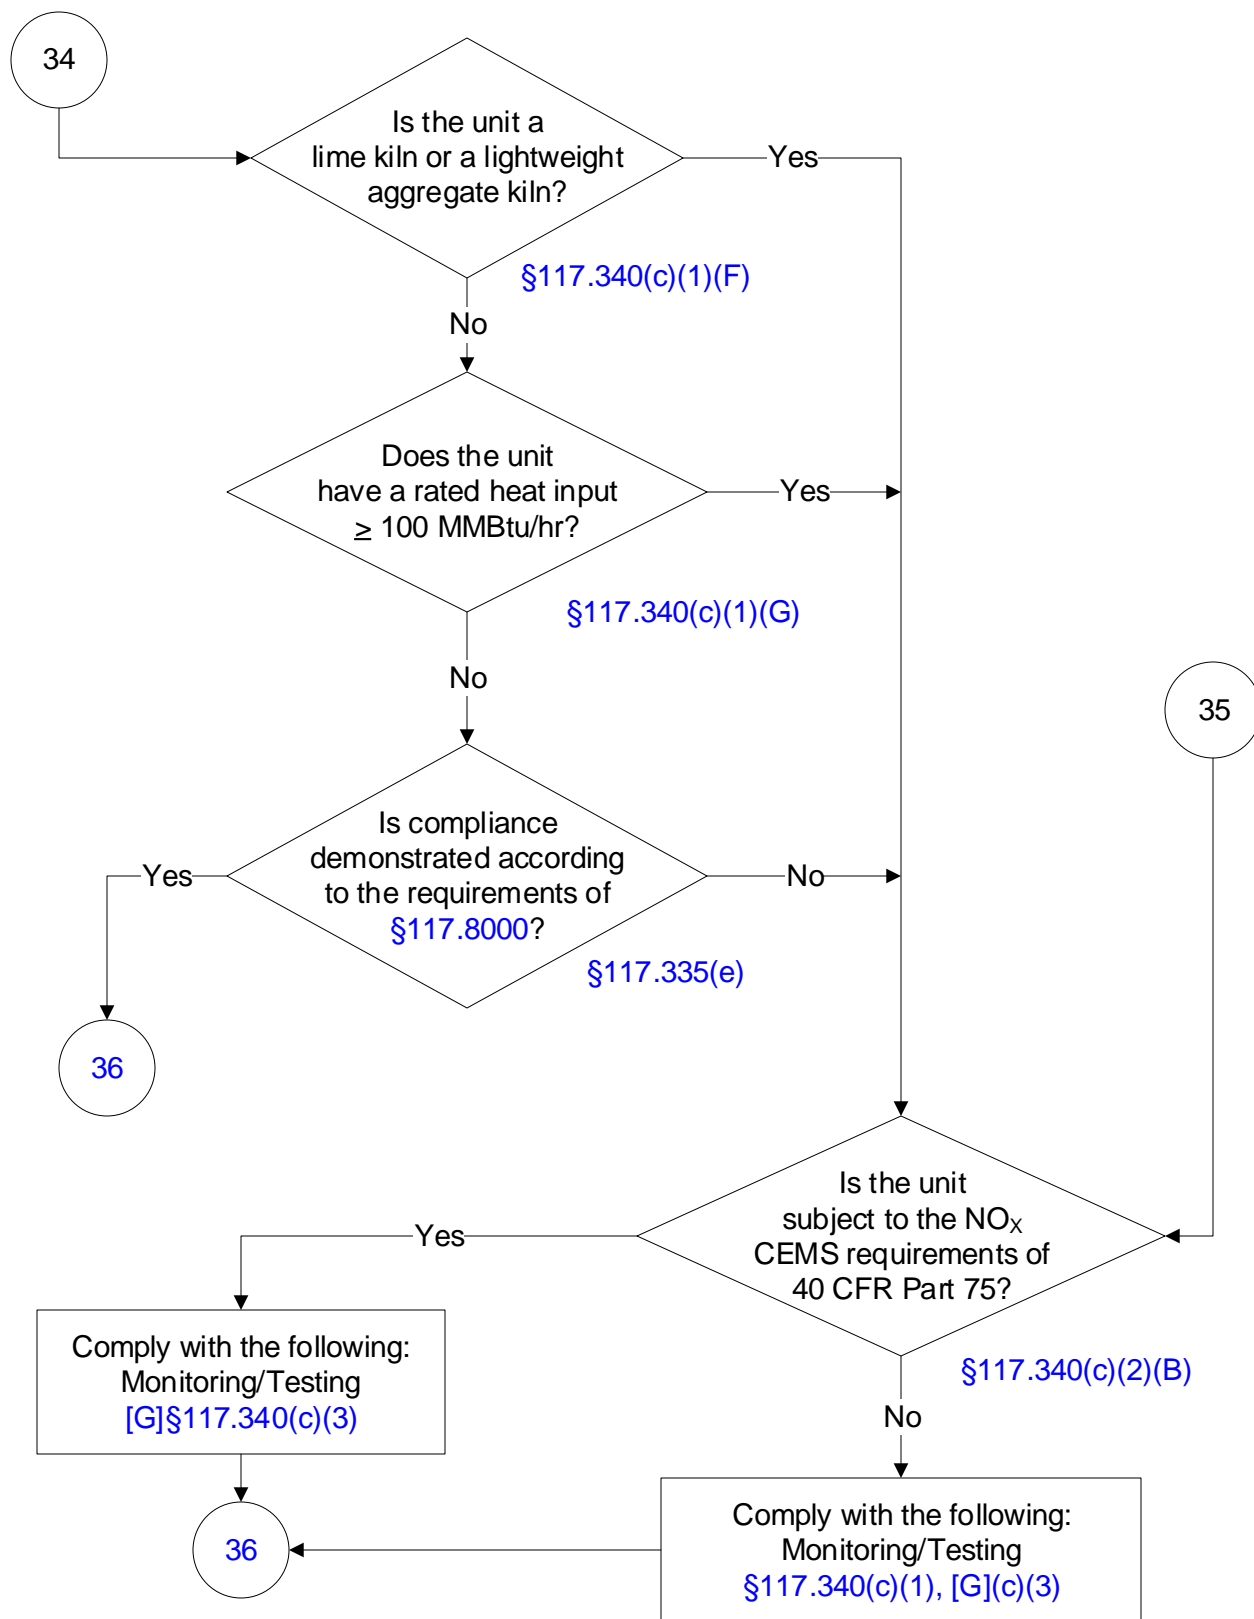 34
Is the unit a
lime kiln or a lightweight
aggregate kiln?
Yes
§117.340(c)(1)(F)
No
Does the unit
have a rated heat input
≥ 100 MMBtu/hr?
Yes
§117.340(c)(1)(G)
No
35
Is compliance
demonstrated according
to the requirements of
§117.8000?
Yes
No
§117.335(e)
36
Is the unit
subject to the NOX
CEMS requirements of
40 CFR Part 75?
Yes
§117.340(c)(2)(B)
No
Comply with the following:
Monitoring/Testing
[G]§117.340(c)(3)
36
Comply with the following:
Monitoring/Testing
§117.340(c)(1), [G](c)(3)